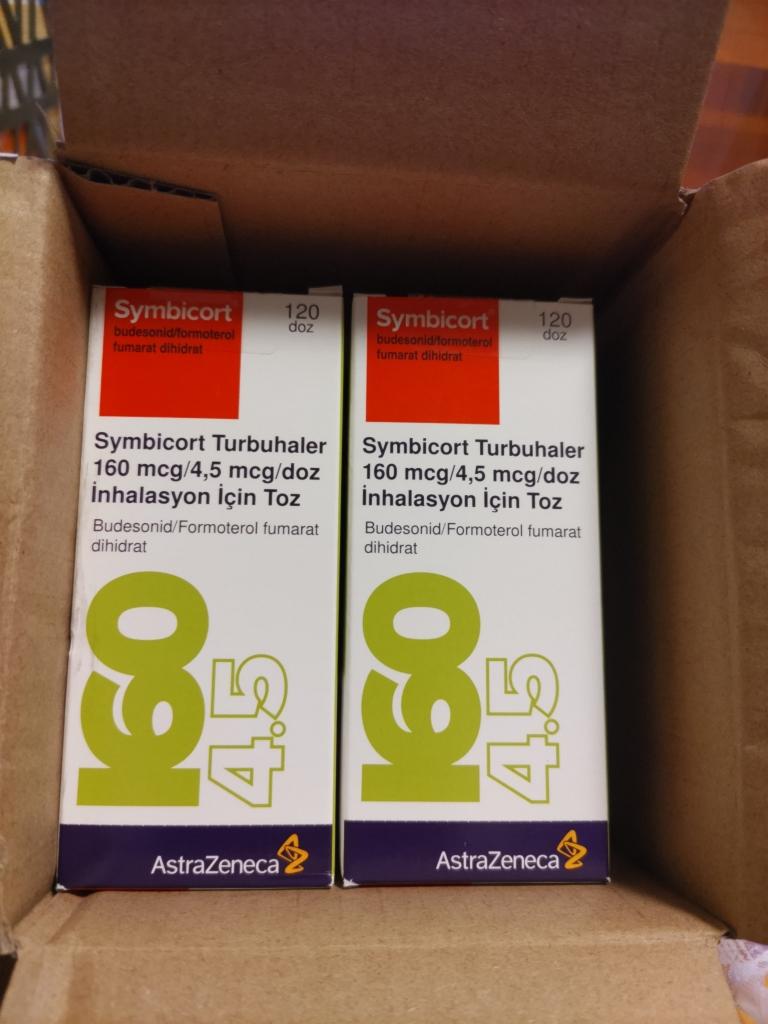 Symbicort
budesonid/formoterol
fumarat dihidrat
120
doz
Symbicort Turbuhaler
160 mcg/4,5 mcg/doz
İnhalasyon İçin Toz
Budesonid/Formoterol fumarat
dihidrat
160
4.5
AstraZeneca
Symbicort®
budesonid/formoterol
fumarat dihidrat
120
doz
Symbicort Turbuhaler
160 mcg/4,5 mcg/doz
İnhalasyon İçin Toz
Budesonid/Formoterol fumarat
dihidrat
160
4.5
AstraZeneca